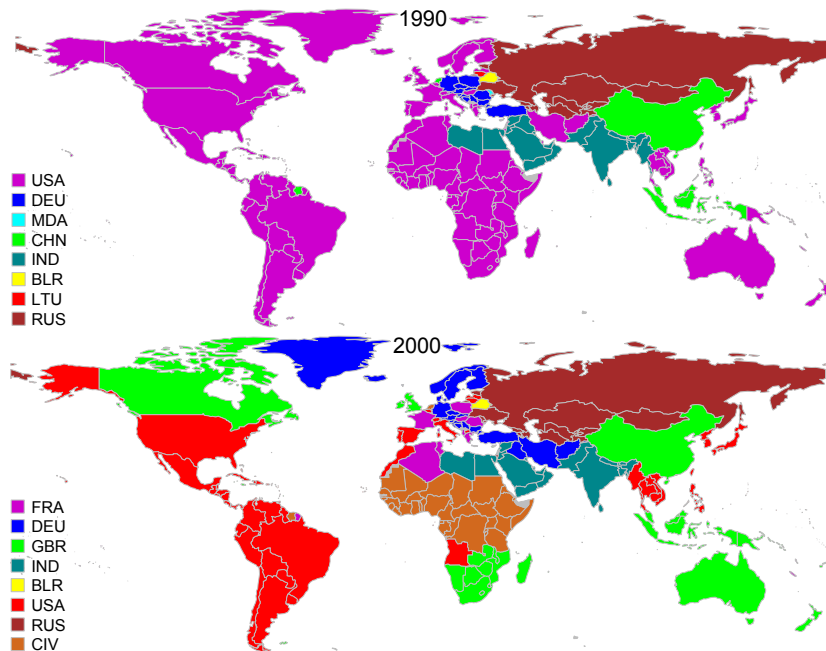 1990
USA
DEU
MDA
CHN
IND
BLR
LTU
RUS
2000
FRA
DEU
GBR
IND
BLR
USA
RUS
CIV